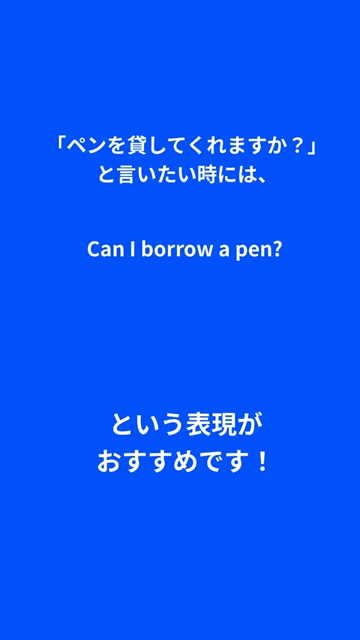 「ペンを貸してくれますか？」
と言いたい時には、
Can I borrow a pen?
という表現が
おすすめです！